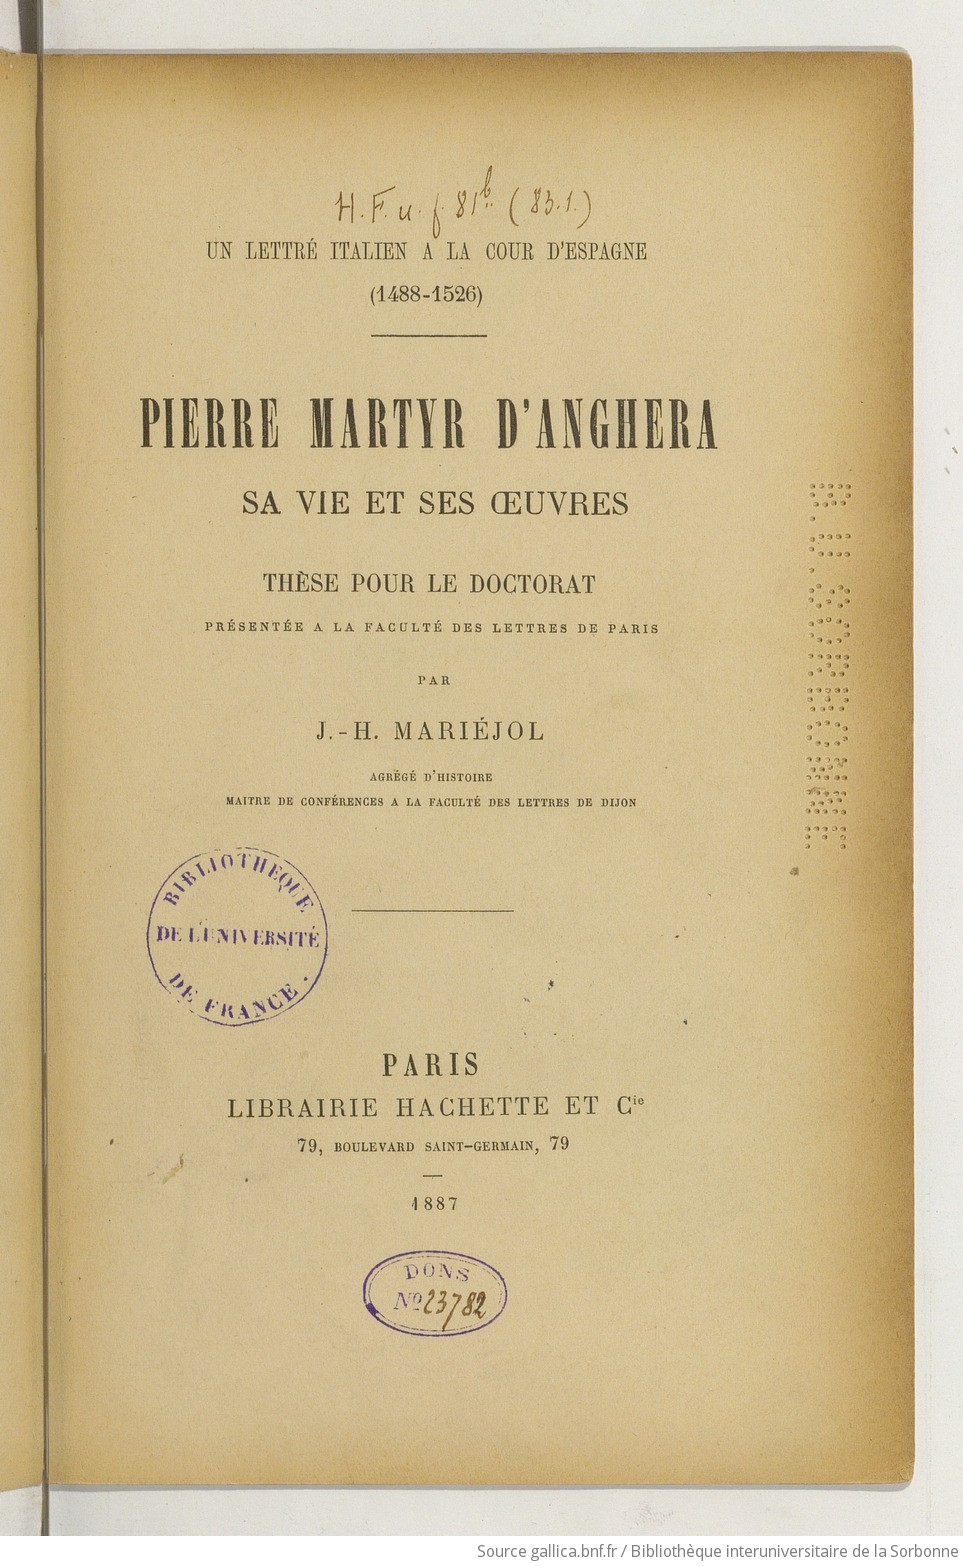 H. F. u. f. 81b. (83.1.)
UN LETTRÉ ITALIEN A LA COUR D'ESPAGNE
(1488-1526)
PIERRE MARTYR D'ANGHERA
SA VIE ET SES ŒUVRES
THÈSE POUR LE DOCTORAT
PRÉSENTÉE A LA FACULTÉ DES LETTRES DE PARIS
PAR
J.-H. MARIÉJOL
AGRÉGÉ D'HISTOIRE
MAITRE DE CONFÉRENCES A LA FACULTÉ DES LETTRES DE DIJON
BIBLIOTHEQUE
DE L'UNIVERSITÉ
DE FRANCE.
PARIS
LIBRAIRIE HACHETTE ET Cie
79, BOULEVARD SAINT-GERMAIN, 79
1887
DONS
No 23782
Source gallica.bnf.fr / Bibliothèque interuniversitaire de la Sorbonne